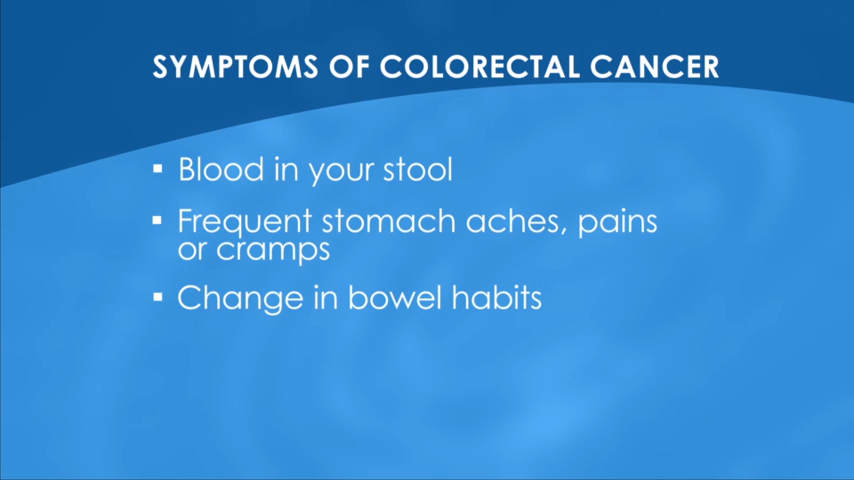 SYMPTOMS OF COLORECTAL CANCER
▪ Blood in your stool
▪ Frequent stomach aches, pains
or cramps
▪ Change in bowel habits